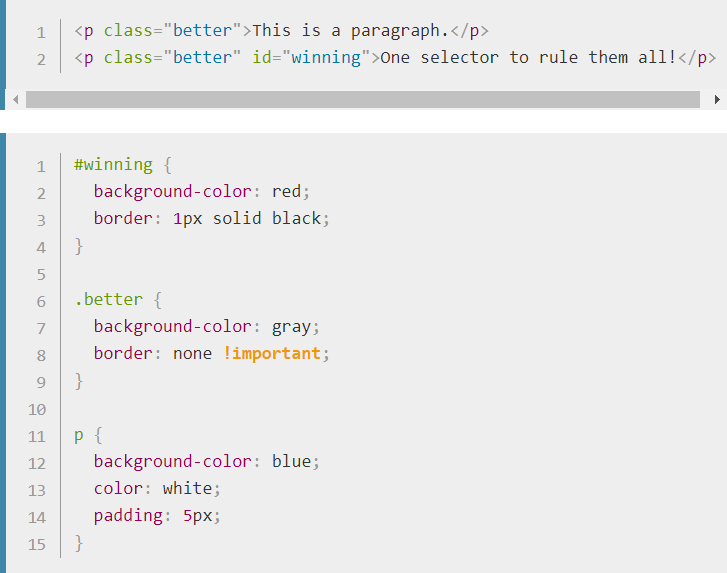 1 <p class="better">This is a paragraph.</p>
2 <p class="better" id="winning">One selector to rule them all!</p>
1 #winning {
2   background-color: red;
3   border: 1px solid black;
4 }
5
6 .better {
7   background-color: gray;
8   border: none !important;
9 }
10
11 p {
12   background-color: blue;
13   color: white;
14   padding: 5px;
15 }